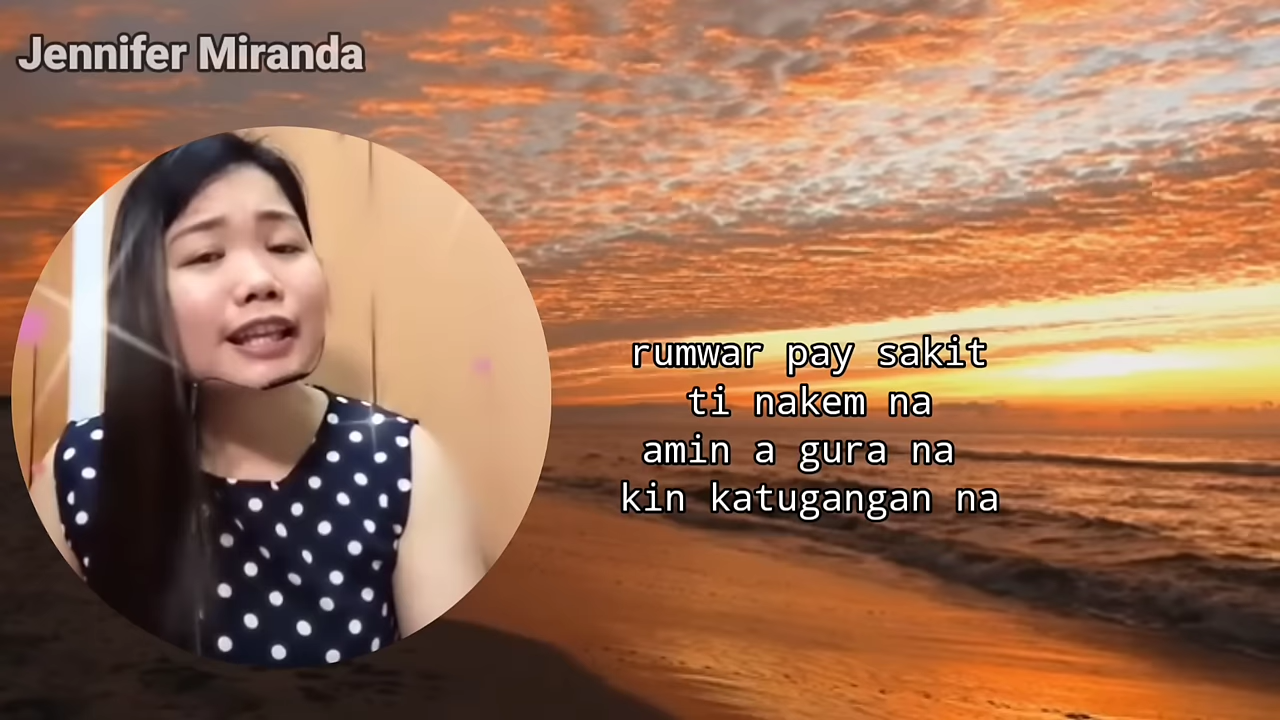 Jennifer Miranda
rumwar pay sakit
ti nakem na
amin a gura na
kin katugangan na